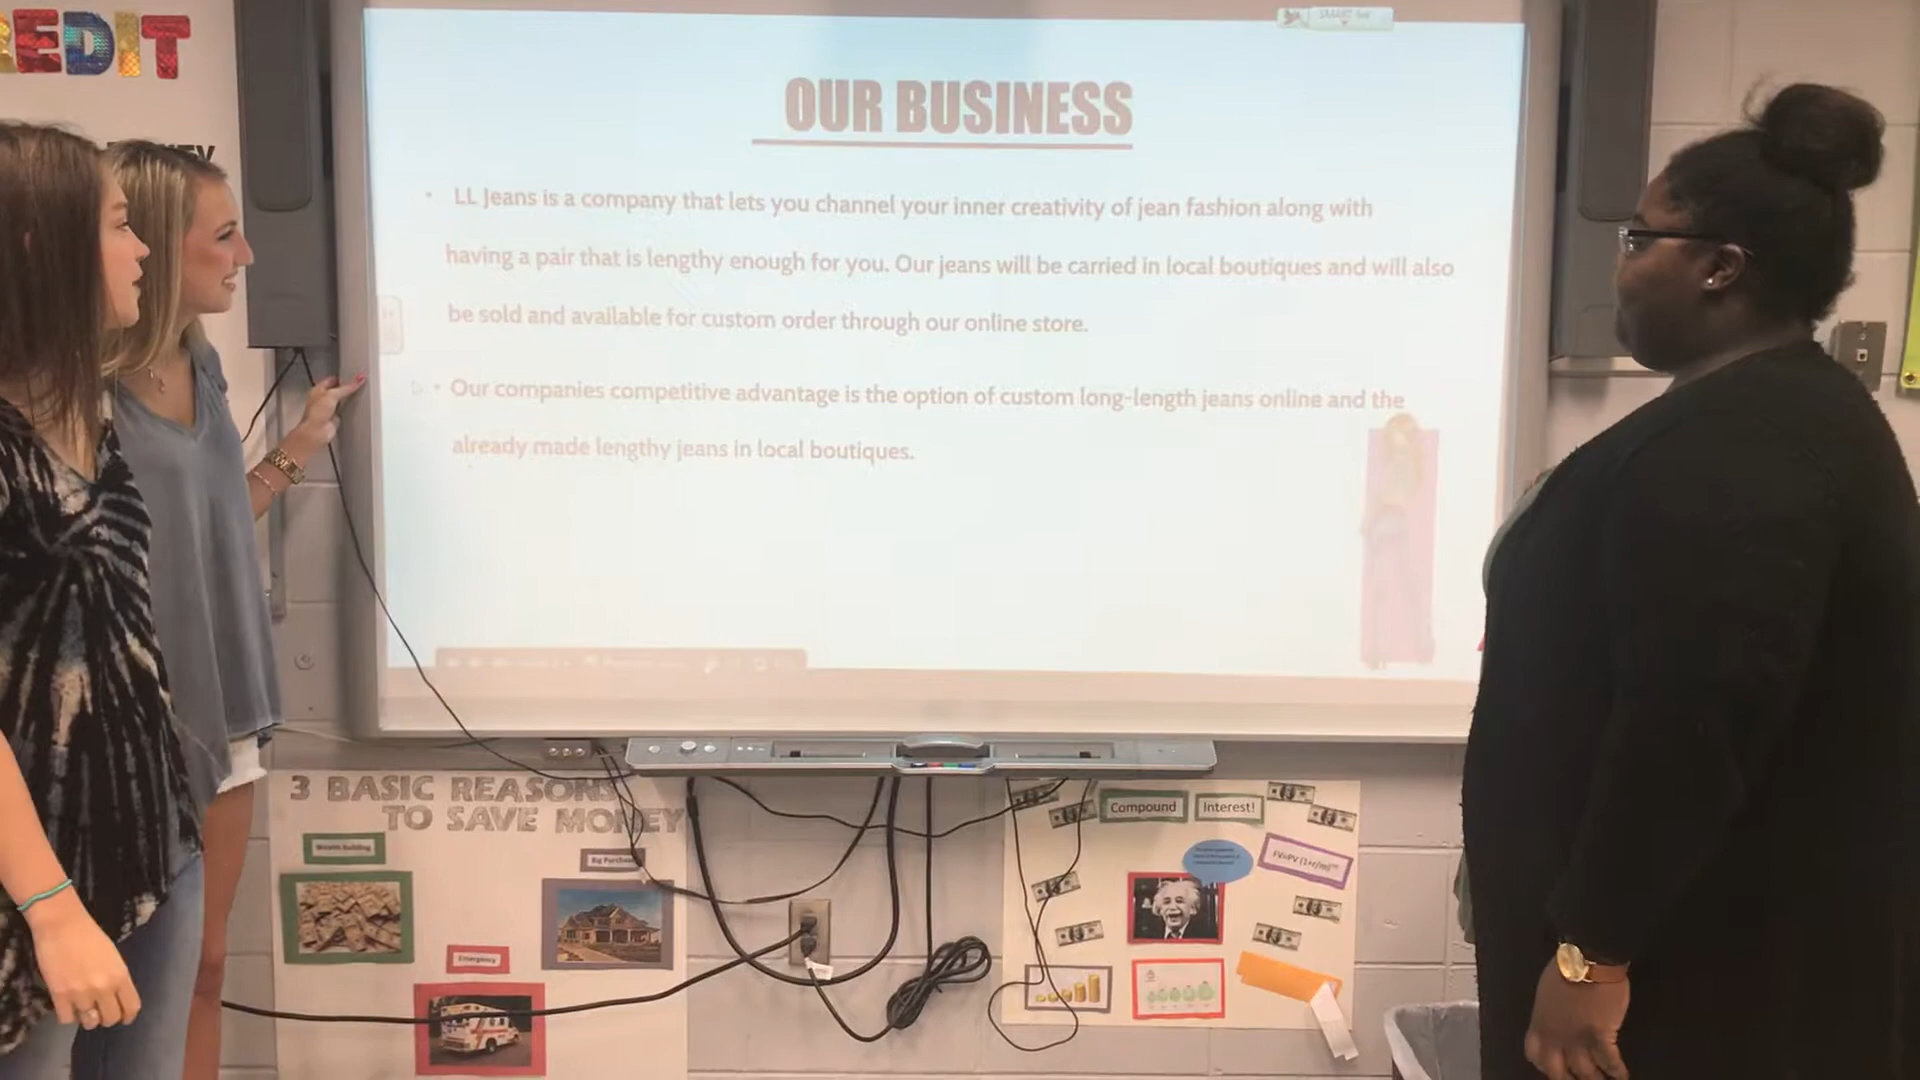 EDIT
SMART
OUR BUSINESS
• LL Jeans is a company that lets you channel your inner creativity of jean fashion along with
having a pair that is lengthy enough for you. Our jeans will be carried in local boutiques and will also
be sold and available for custom order through our online store.
• Our companies competitive advantage is the option of custom long-length jeans online and the
already made lengthy jeans in local boutiques.
3 BASIC REASONS
TO SAVE MONEY
Wealth Building
Big Purchase
Emergency
Compound Interest!